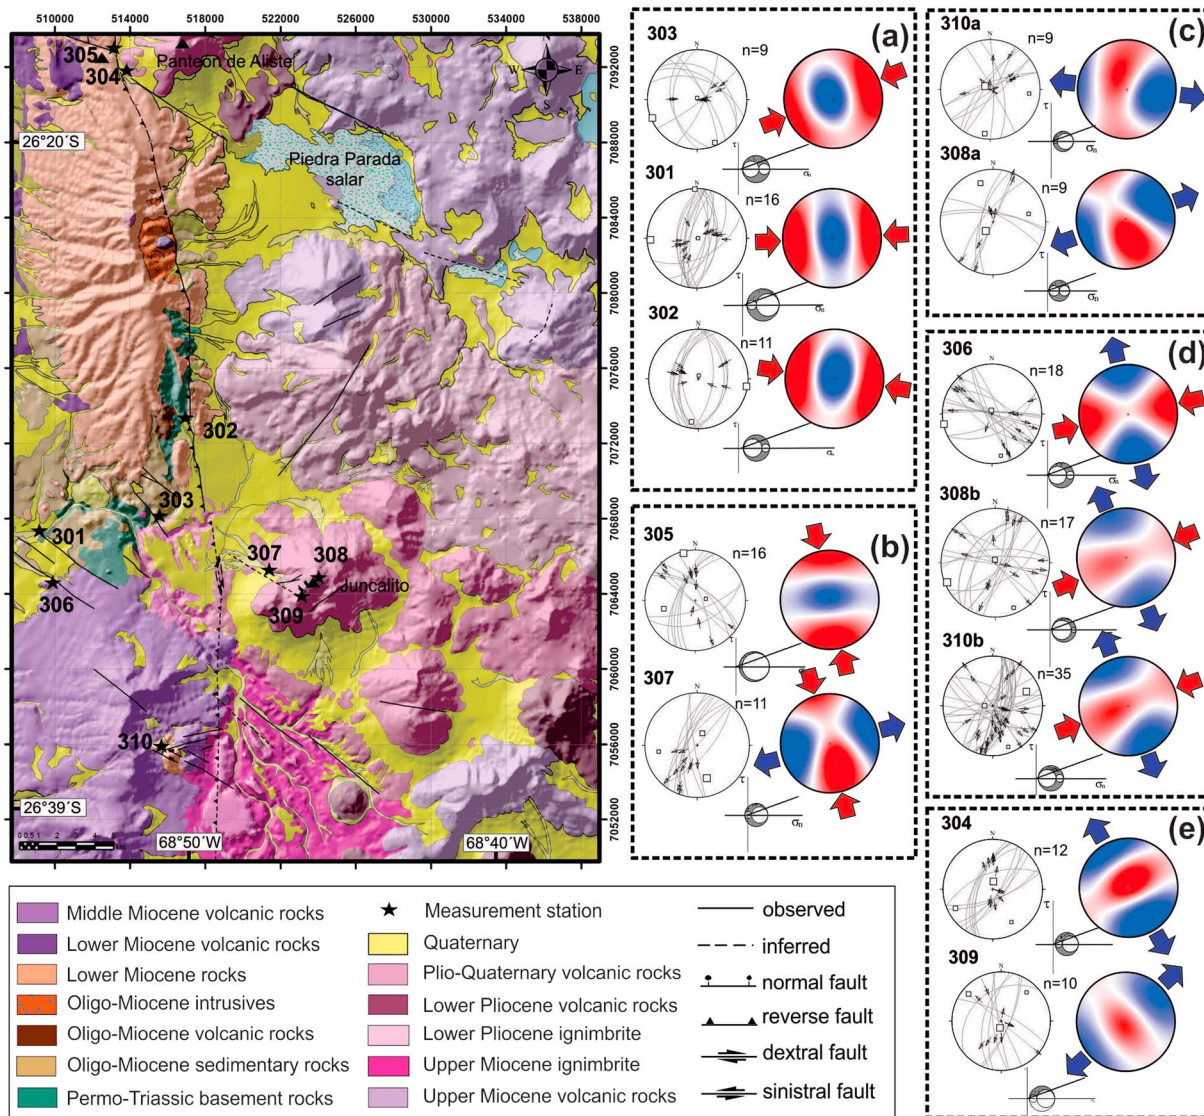 510000 514000 518000 522000 526000 530000 534000 538000
305
304
Panteón de Aliste
N
W E
S
7092000
26°20´S
7088000
Piedra Parada
salar
7084000
7080000
7076000
302
7072000
303
7068000
301
307 308
Juncalito
306
309
7064000
7060000
310
7056000
26°39´S
7052000
68°50´W
68°40´W
(a)
303
N
n=9
τ
σn
301
N
n=16
σn
302
N
n=11
(b)
305
N
n=16
τ
307
n=11
τ
σn
(c)
310a
N
n=9
τ
σn
308a
N
n=9
(d)
306
N
n=18
308b
N
n=17
310b
N
n=35
τ
σn
(e)
304
N
n=12
τ
309
N
n=10
Middle Miocene volcanic rocks
Lower Miocene volcanic rocks
Lower Miocene rocks
Oligo-Miocene intrusives
Oligo-Miocene volcanic rocks
Oligo-Miocene sedimentary rocks
Permo-Triassic basement rocks
Measurement station
Quaternary
Plio-Quaternary volcanic rocks
Lower Pliocene volcanic rocks
Lower Pliocene ignimbrite
Upper Miocene ignimbrite
Upper Miocene volcanic rocks
observed
inferred
normal fault
reverse fault
dextral fault
sinistral fault